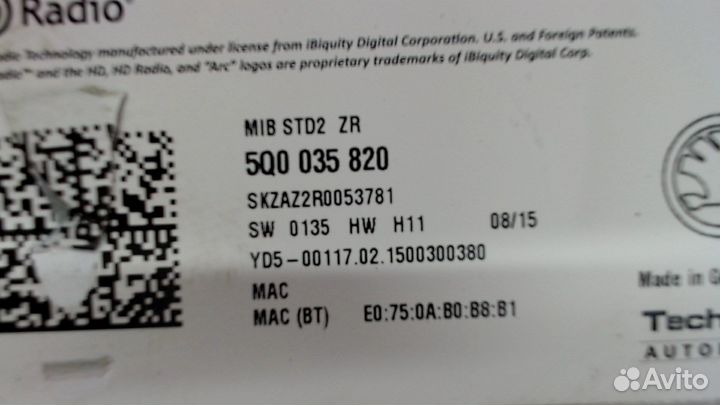 Radio®
Technology manufactured under license from iBiquity Digital Corporation, U.S. and Foreign Patents.
and the HD, HD Radio, and "Arc" logos are proprietary trademarks of iBiquity Digital Corp.
MIB STD2 ZR
5Q0 035 820
SKZAZ2R0053781
SW 0135 HW H11 08/15
YD5-00117.02.1500300380
MAC
MAC (BT) E0:75:0A:B0:B8:B1
Made in G
Tech
AUTO
Avito